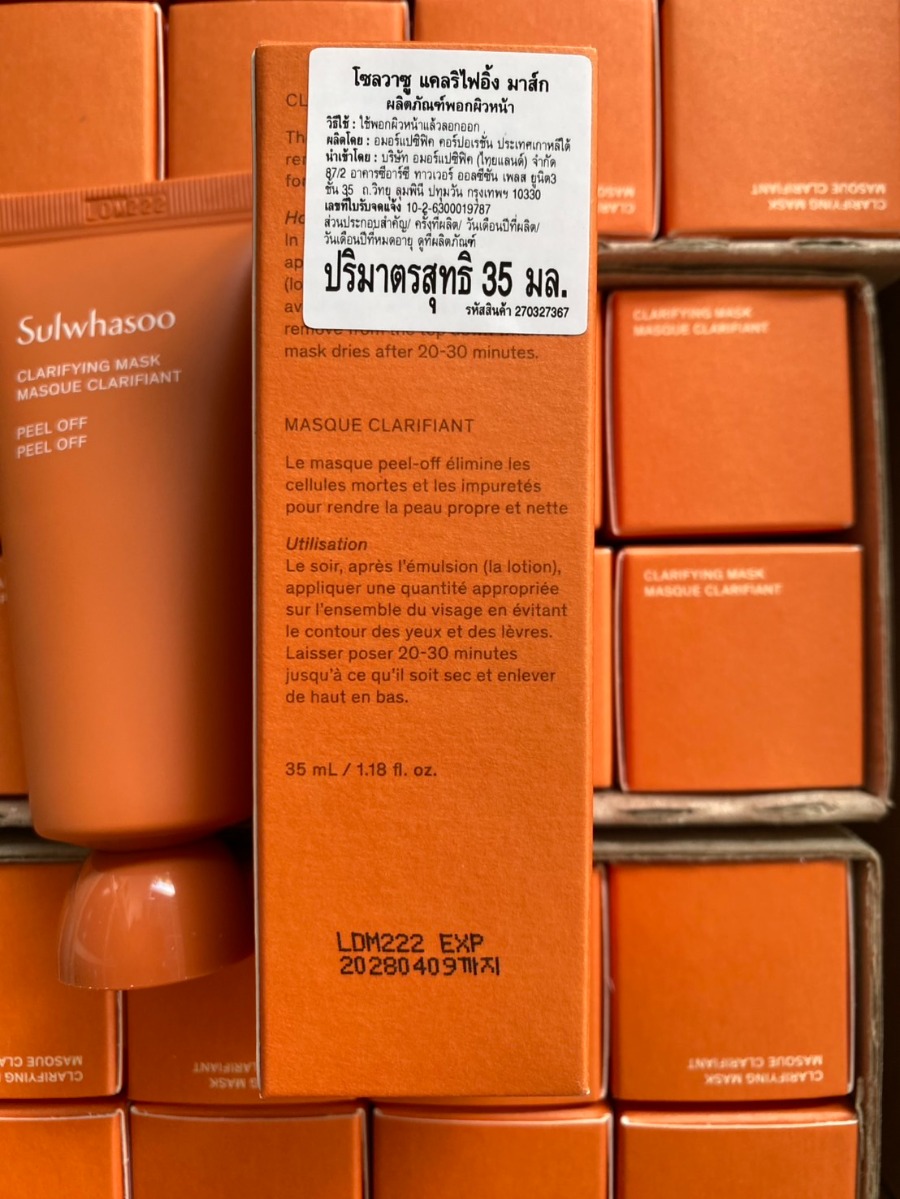 LDM222
Sulwhasoo
CLARIFYING MASK
MASQUE CLARIFIANT
PEEL OFF
PEEL OFF
โซลวาซู แคลริไฟอิ้ง มาส์ก
ผลิตภัณฑ์พอกผิวหน้า
วิธีใช้ : ใช้พอกผิวหน้าแล้วลอกออก
ผลิตโดย : อมอร์แปซิฟิค คอร์ปอเรชั่น ประเทศเกาหลีใต้
นำเข้าโดย : บริษัท อมอร์แปซิฟิค (ไทยแลนด์) จำกัด
87/2 อาคารซีอาร์ซี ทาวเวอร์ ออลซีซั่น เพลส ยูนิต3
ชั้น 35 ถ.วิทยุ ลุมพินี ปทุมวัน กรุงเทพฯ 10330
เลขที่ใบรับจดแจ้ง 10-2-6300019787
ส่วนประกอบสำคัญ/ ครั้งที่ผลิต/ วันเดือนปีที่ผลิต/
วันเดือนปีที่หมดอายุ ดูที่ผลิตภัณฑ์
ปริมาตรสุทธิ 35 มล.
รหัสสินค้า 270327367
mask dries after 20-30 minutes.
MASQUE CLARIFIANT
Le masque peel-off élimine les
cellules mortes et les impuretés
pour rendre la peau propre et nette
Utilisation
Le soir, après l'émulsion (la lotion),
appliquer une quantité appropriée
sur l'ensemble du visage en évitant
le contour des yeux et des lèvres.
Laisser poser 20-30 minutes
jusqu'à ce qu'il soit sec et enlever
de haut en bas.
35 mL / 1.18 fl. oz.
LDM222 EXP
20280409까지
CLARIFYING MASK
MASQUE CLARIFIANT
CLARIFYING MASK
MASQUE CLARIFIANT
CLARIFYING MASK
MASQUE CLARIFIANT
CLARIFYING MASK
MASQUE CLARIFIANT